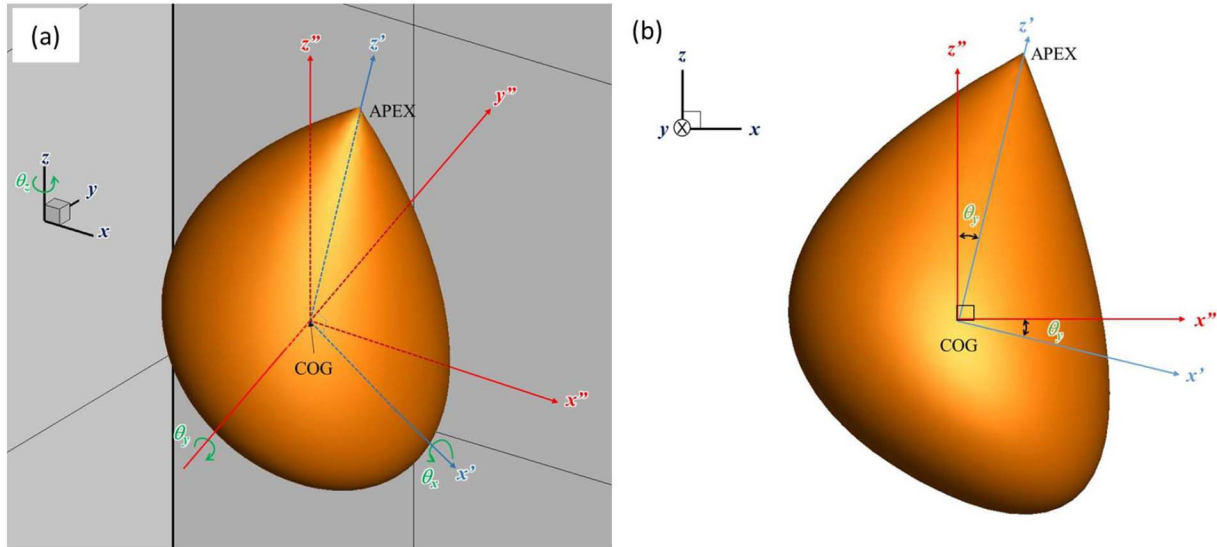 (a)
z"
z'
y"
APEX
z
θz
y
x
COG
x"
θy
θx
x'
(b)
z'
z"
APEX
z
y
x
θy
x"
θy
COG
x'